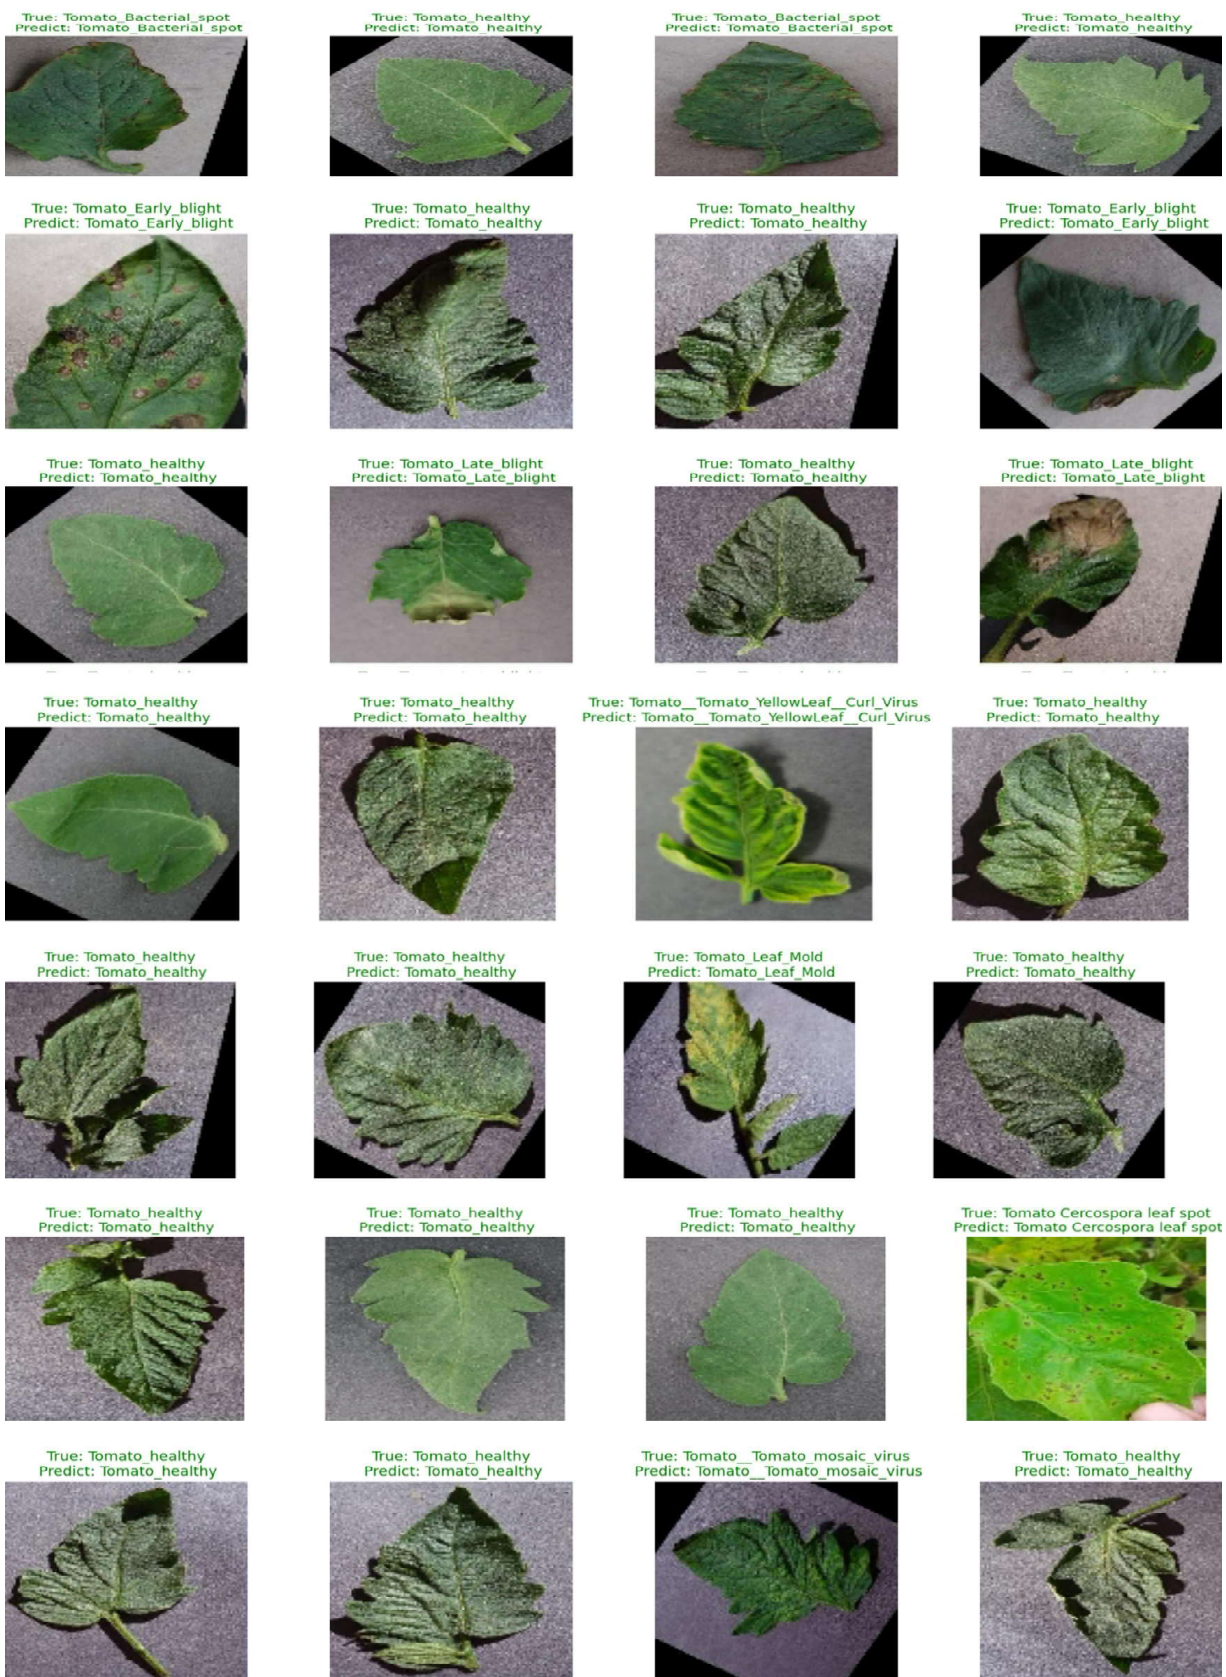 True: Tomato_Bacterial_spot
Predict: Tomato_Bacterial_spot
True: Tomato_healthy
Predict: Tomato_healthy
True: Tomato_Bacterial_spot
Predict: Tomato_Bacterial_spot
True: Tomato_healthy
Predict: Tomato_healthy
True: Tomato_Early_blight
Predict: Tomato_Early_blight
True: Tomato_healthy
Predict: Tomato_healthy
True: Tomato_healthy
Predict: Tomato_healthy
True: Tomato_Early_blight
Predict: Tomato_Early_blight
True: Tomato_healthy
Predict: Tomato_healthy
True: Tomato_Late_blight
Predict: Tomato_Late_blight
True: Tomato_healthy
Predict: Tomato_healthy
True: Tomato_Late_blight
Predict: Tomato_Late_blight
True: Tomato_healthy
Predict: Tomato_healthy
True: Tomato_healthy
Predict: Tomato_healthy
True: Tomato__Tomato_YellowLeaf__Curl_Virus
Predict: Tomato__Tomato_YellowLeaf__Curl_Virus
True: Tomato_healthy
Predict: Tomato_healthy
True: Tomato_healthy
Predict: Tomato_healthy
True: Tomato_healthy
Predict: Tomato_healthy
True: Tomato_Leaf_Mold
Predict: Tomato_Leaf_Mold
True: Tomato_healthy
Predict: Tomato_healthy
True: Tomato_healthy
Predict: Tomato_healthy
True: Tomato_healthy
Predict: Tomato_healthy
True: Tomato_healthy
Predict: Tomato_healthy
True: Tomato Cercospora leaf spot
Predict: Tomato Cercospora leaf spot
True: Tomato_healthy
Predict: Tomato_healthy
True: Tomato_healthy
Predict: Tomato_healthy
True: Tomato__Tomato_mosaic_virus
Predict: Tomato__Tomato_mosaic_virus
True: Tomato_healthy
Predict: Tomato_healthy